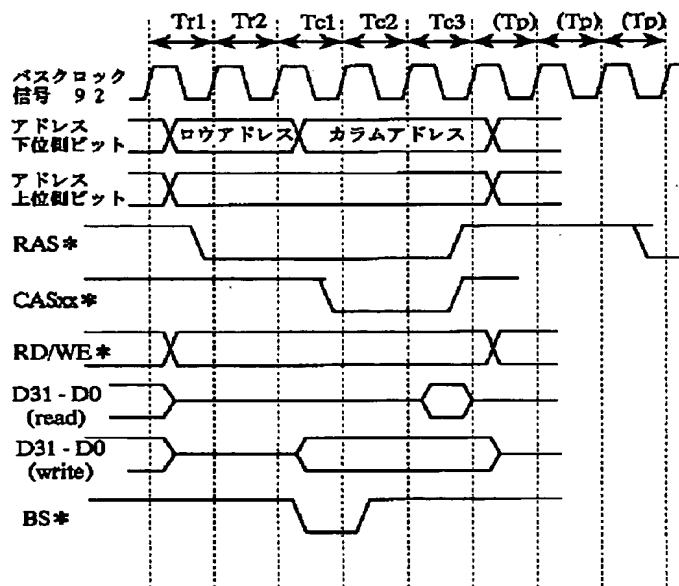 Tr1 Tr2 Tc1 Tc2 Tc3 (Tp) (Tp) (Tp)
バスクロック
信号 92
アドレス
下位側ビット
ロウアドレス カラムアドレス
アドレス
上位側ビット
RAS*
CASxx*
RD/WE*
D31 - D0
(read)
D31 - D0
(write)
BS*